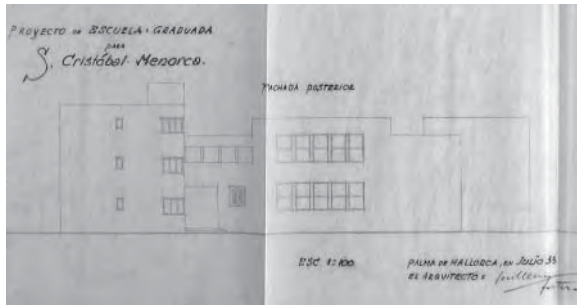 PROYECTO DE ESCUELA GRADUADA
PARA
S. Cristóbal. Menorca.
FACHADA POSTERIOR
ESC 1:100
PALMA DE MALLORCA, EN JULIO 33
EL ARQUITECTO